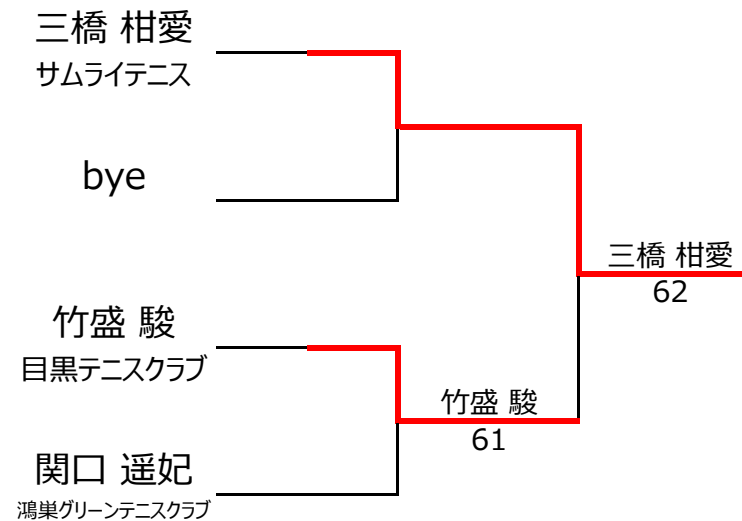 三橋 柑愛
サムライテニス
bye
竹盛 駿
目黒テニスクラブ
関口 遥妃
鴻巣グリーンテニスクラブ
竹盛 駿
61
三橋 柑愛
62